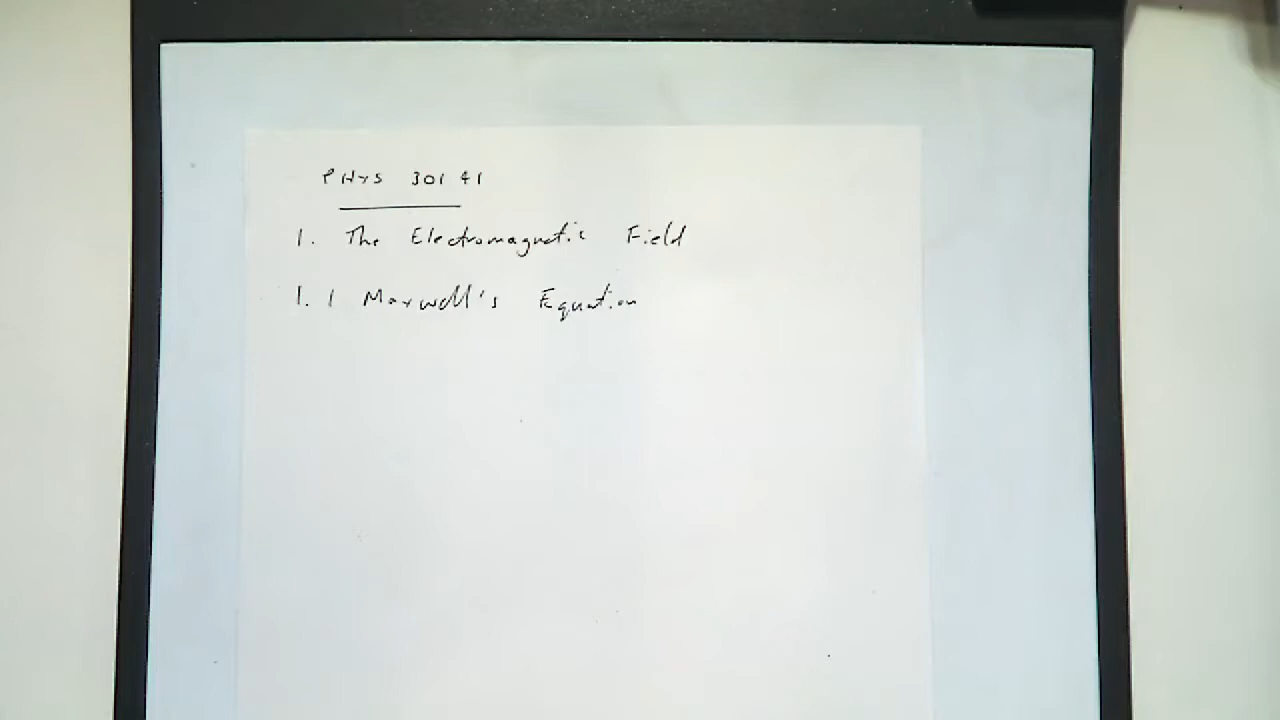 PHYS 30141
1. The Electromagnetic Field
1.1 Maxwell's Equation